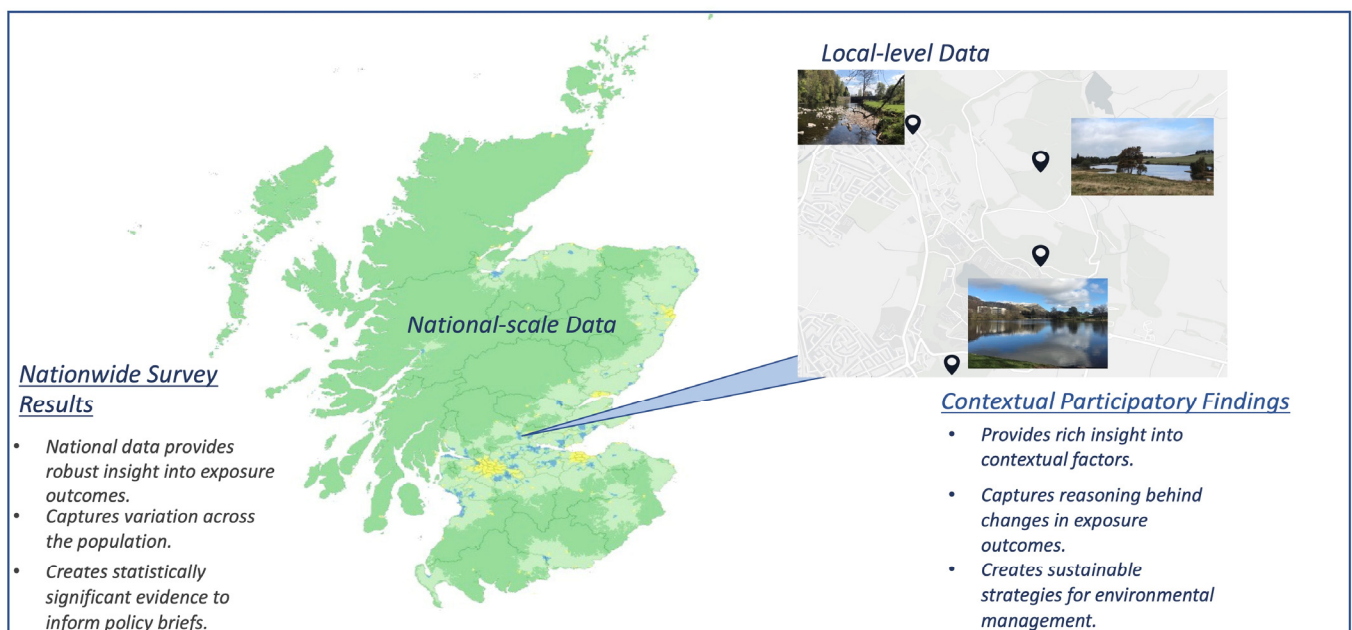 Local-level Data
National-scale Data
Nationwide Survey
Results
• National data provides
robust insight into exposure
outcomes.
• Captures variation across
the population.
• Creates statistically
significant evidence to
inform policy briefs.
Contextual Participatory Findings
• Provides rich insight into
contextual factors.
• Captures reasoning behind
changes in exposure
outcomes.
• Creates sustainable
strategies for environmental
management.